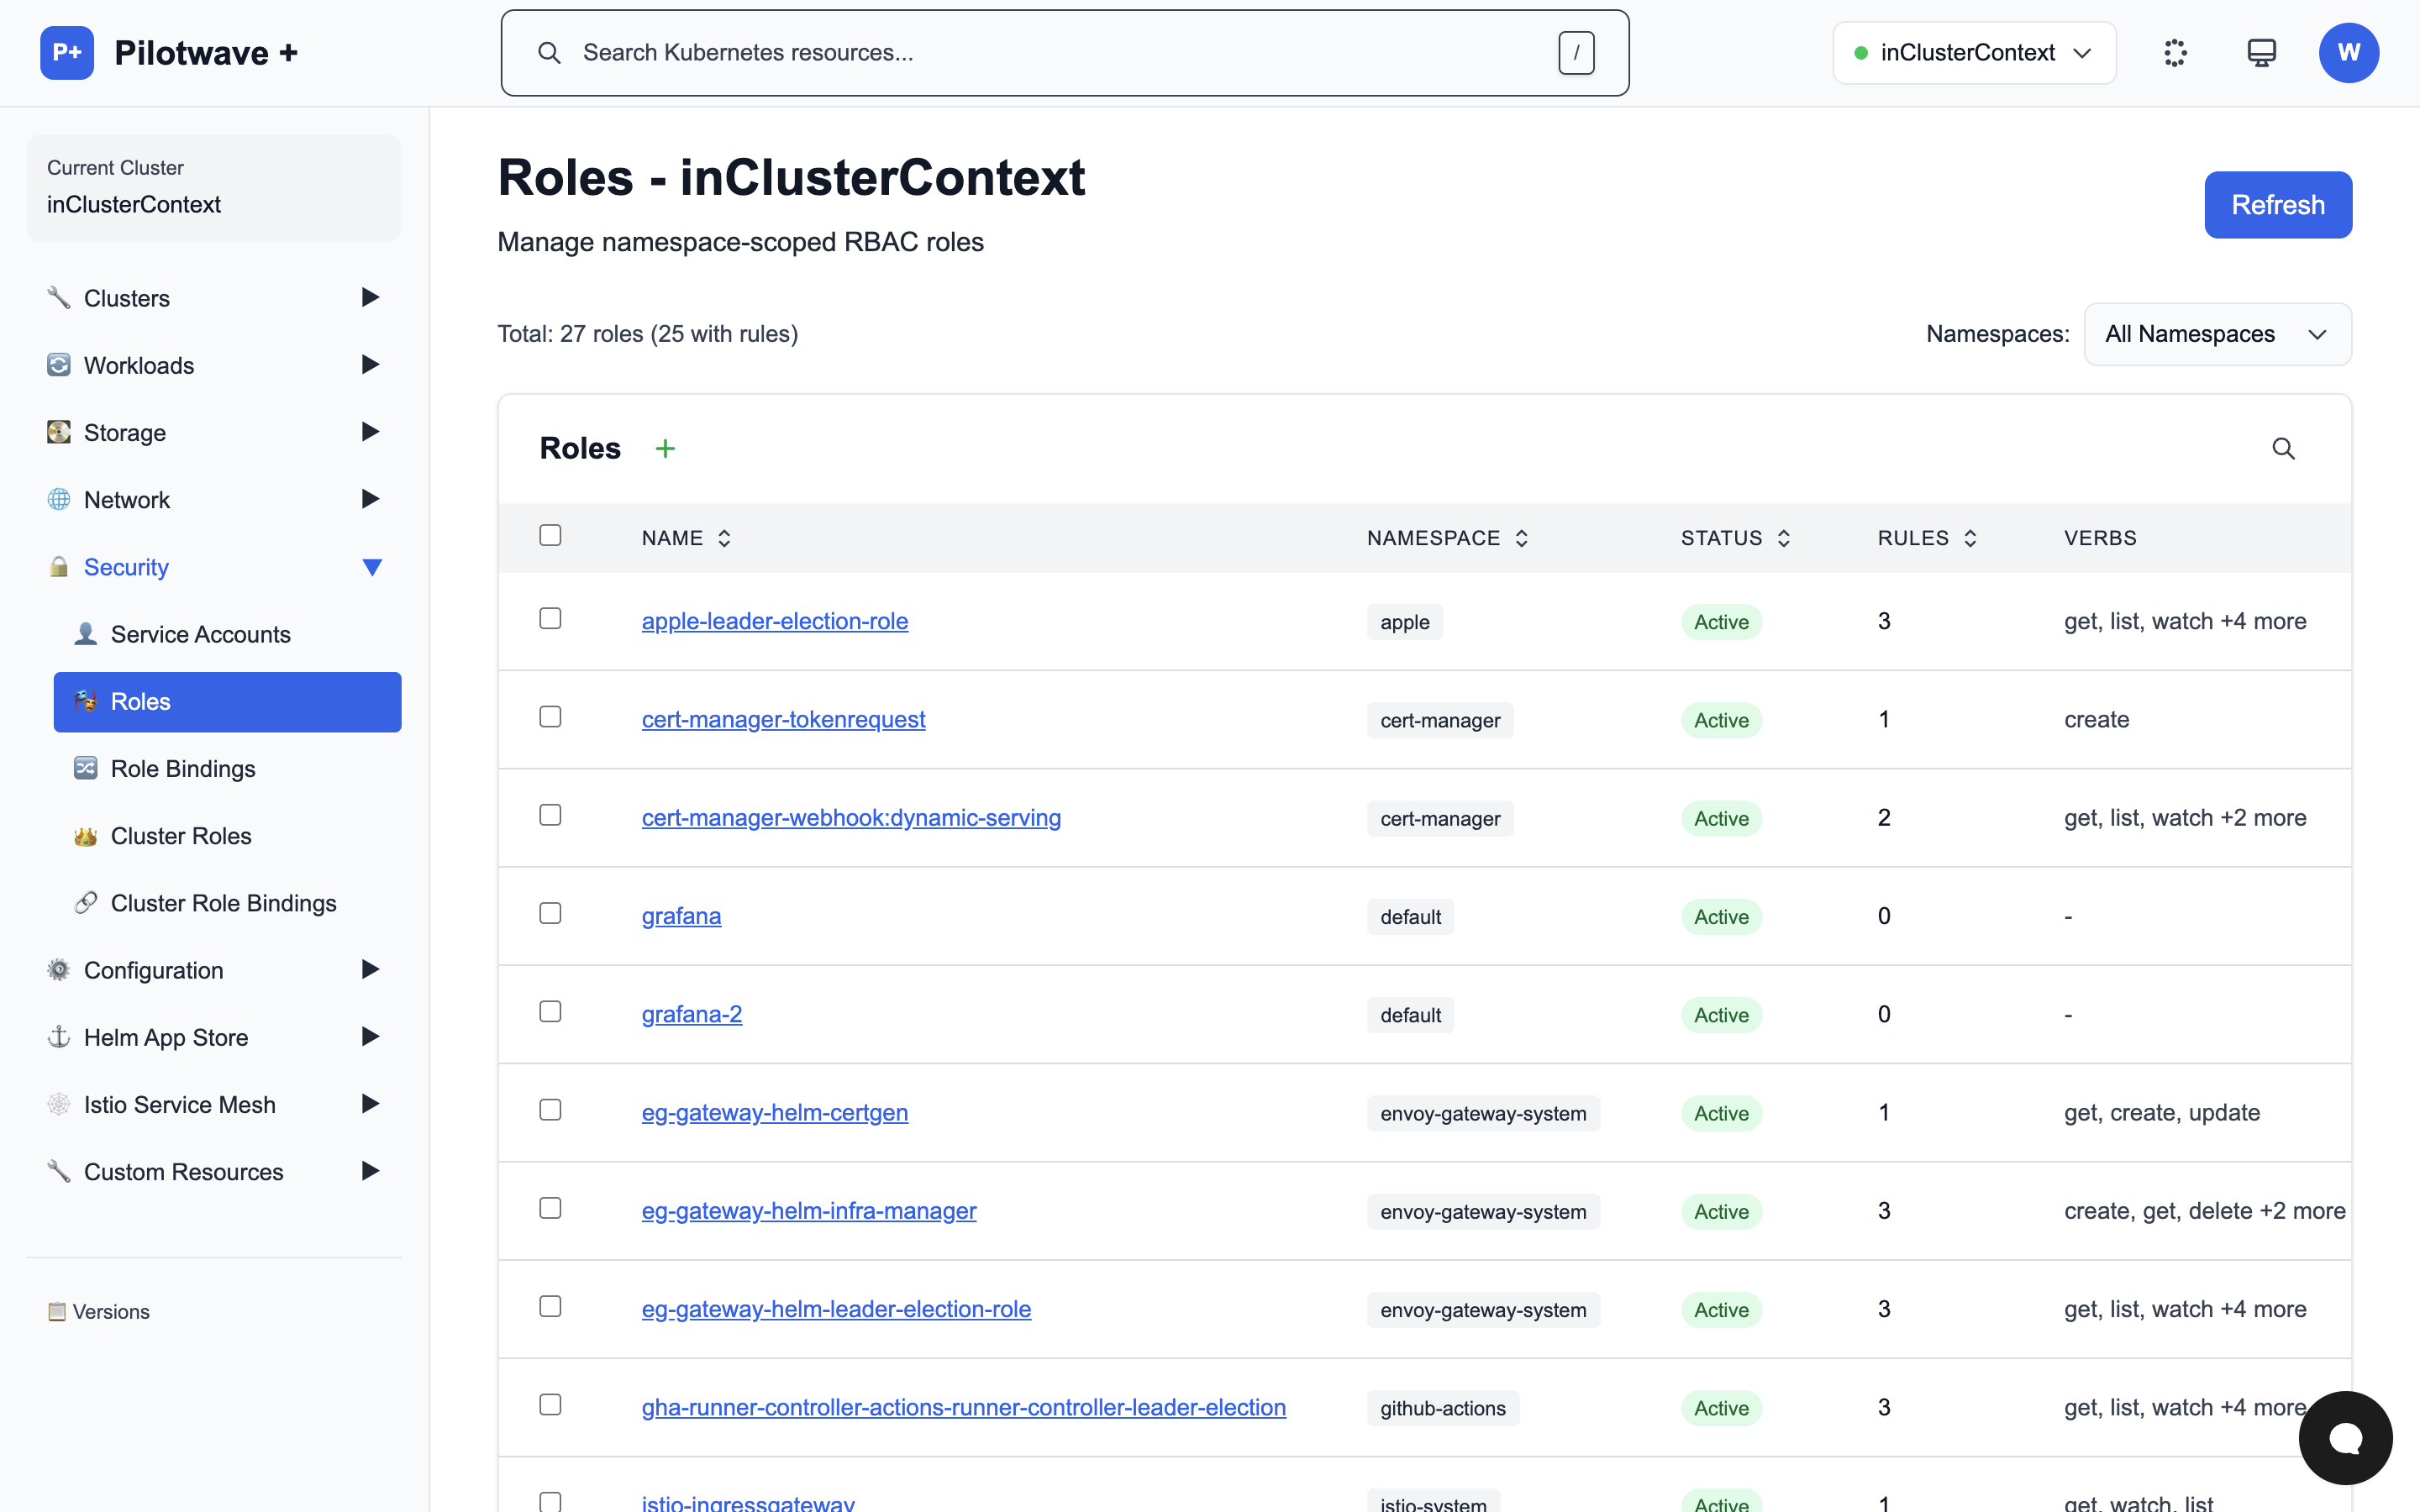 P+ Pilotwave +
Search Kubernetes resources... /
inClusterContext
W
Current Cluster
inClusterContext
Clusters
Workloads
Storage
Network
Security
Service Accounts
Roles
Role Bindings
Cluster Roles
Cluster Role Bindings
Configuration
Helm App Store
Istio Service Mesh
Custom Resources
Versions
Roles - inClusterContext
Manage namespace-scoped RBAC roles
Refresh
Total: 27 roles (25 with rules)
Namespaces: All Namespaces
Roles +
NAME NAMESPACE STATUS RULES VERBS
apple-leader-election-role apple Active 3 get, list, watch +4 more
cert-manager-tokenrequest cert-manager Active 1 create
cert-manager-webhook:dynamic-serving cert-manager Active 2 get, list, watch +2 more
grafana default Active 0 -
grafana-2 default Active 0 -
eg-gateway-helm-certgen envoy-gateway-system Active 1 get, create, update
eg-gateway-helm-infra-manager envoy-gateway-system Active 3 create, get, delete +2 more
eg-gateway-helm-leader-election-role envoy-gateway-system Active 3 get, list, watch +4 more
gha-runner-controller-actions-runner-controller-leader-election github-actions Active 3 get, list, watch +4 more
istio-ingressgateway istio-system Active 1 get, watch, list